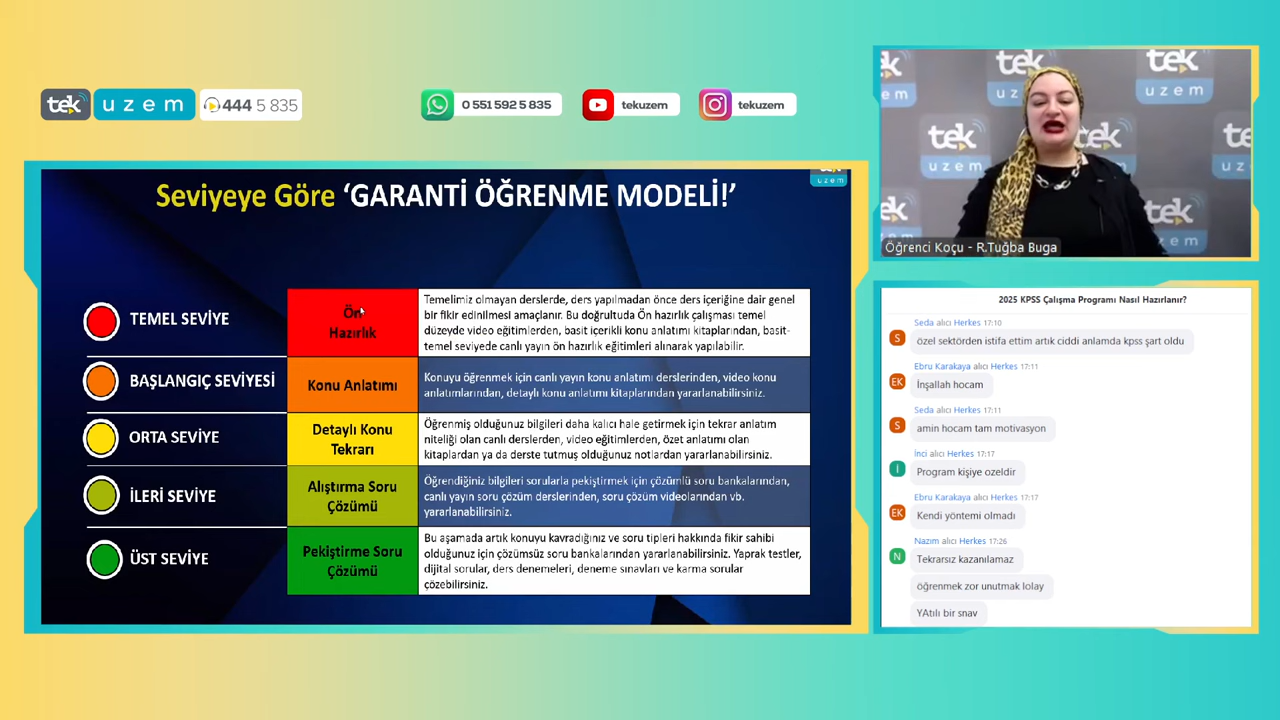 tek uzem 444 5 835
0 551 592 5 835
tekuzem
tekuzem
tek uzem
Seviyeye Göre ‘GARANTİ ÖĞRENME MODELİ!’
TEMEL SEVİYE
Ön
Hazırlık
Temelimiz olmayan derslerde, ders yapılmadan önce ders içeriğine dair genel
bir fikir edinilmesi amaçlanır. Bu doğrultuda Ön hazırlık çalışması temel
düzeyde video eğitimlerden, basit içerikli konu anlatımı kitaplarından, basit-
temel seviyede canlı yayın ön hazırlık eğitimleri alınarak yapılabilir.
BAŞLANGIÇ SEVİYESİ
Konu Anlatımı
Konuyu öğrenmek için canlı yayın konu anlatımı derslerinden, video konu
anlatımlarından, detaylı konu anlatımı kitaplarından yararlanabilirsiniz.
ORTA SEVİYE
Detaylı Konu
Tekrarı
Öğrenmiş olduğunuz bilgileri daha kalıcı hale getirmek için tekrar anlatım
niteliği olan canlı derslerden, video eğitimlerden, özet anlatımı olan
kitaplardan ya da derste tutmuş olduğunuz notlardan yararlanabilirsiniz.
İLERİ SEVİYE
Alıştırma Soru
Çözümü
Öğrendiğiniz bilgileri sorularla pekiştirmek için çözümlü soru bankalarından,
canlı yayın soru çözüm derslerinden, soru çözüm videolarından vb.
yararlanabilirsiniz.
ÜST SEVİYE
Pekiştirme Soru
Çözümü
Bu aşamada artık konuyu kavradığınız ve soru tipleri hakkında fikir sahibi
olduğunuz için çözümsüz soru bankalarından yararlanabilirsiniz. Yaprak testler,
dijital sorular, ders denemeleri, deneme sınavları ve karma sorular
çözebilirsiniz.
tek uzem
Öğrenci Koçu - R.Tuğba Buga
2025 KPSS Çalışma Programı Nasıl Hazırlanır?
Seda alıcı Herkes 17:10
S
özel sektörden istifa ettim artık ciddi anlamda kpss şart oldu
Ebru Karakaya alıcı Herkes 17:11
EK
İnşallah hocam
Seda alıcı Herkes 17:11
S
amin hocam tam motivasyon
İnci alıcı Herkes 17:17
İ
Program kişiye ozeldir
Ebru Karakaya alıcı Herkes 17:17
EK
Kendi yöntemi olmadı
Nazım alıcı Herkes 17:26
N
Tekrarsız kazanılamaz
öğrenmek zor unutmak lolay
YAtılı bir snav